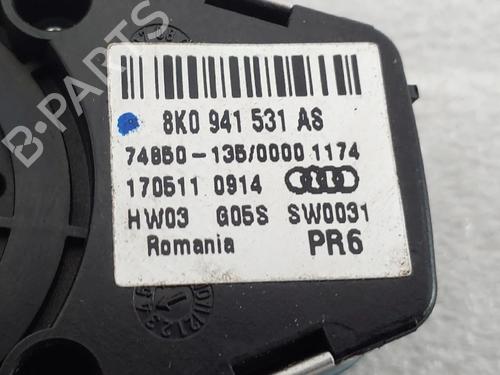 B-PARTS
8K0 941 531 AS
74850-135/0000 1174
170511 0914
HW03 G05S SW0031
Romania PR6